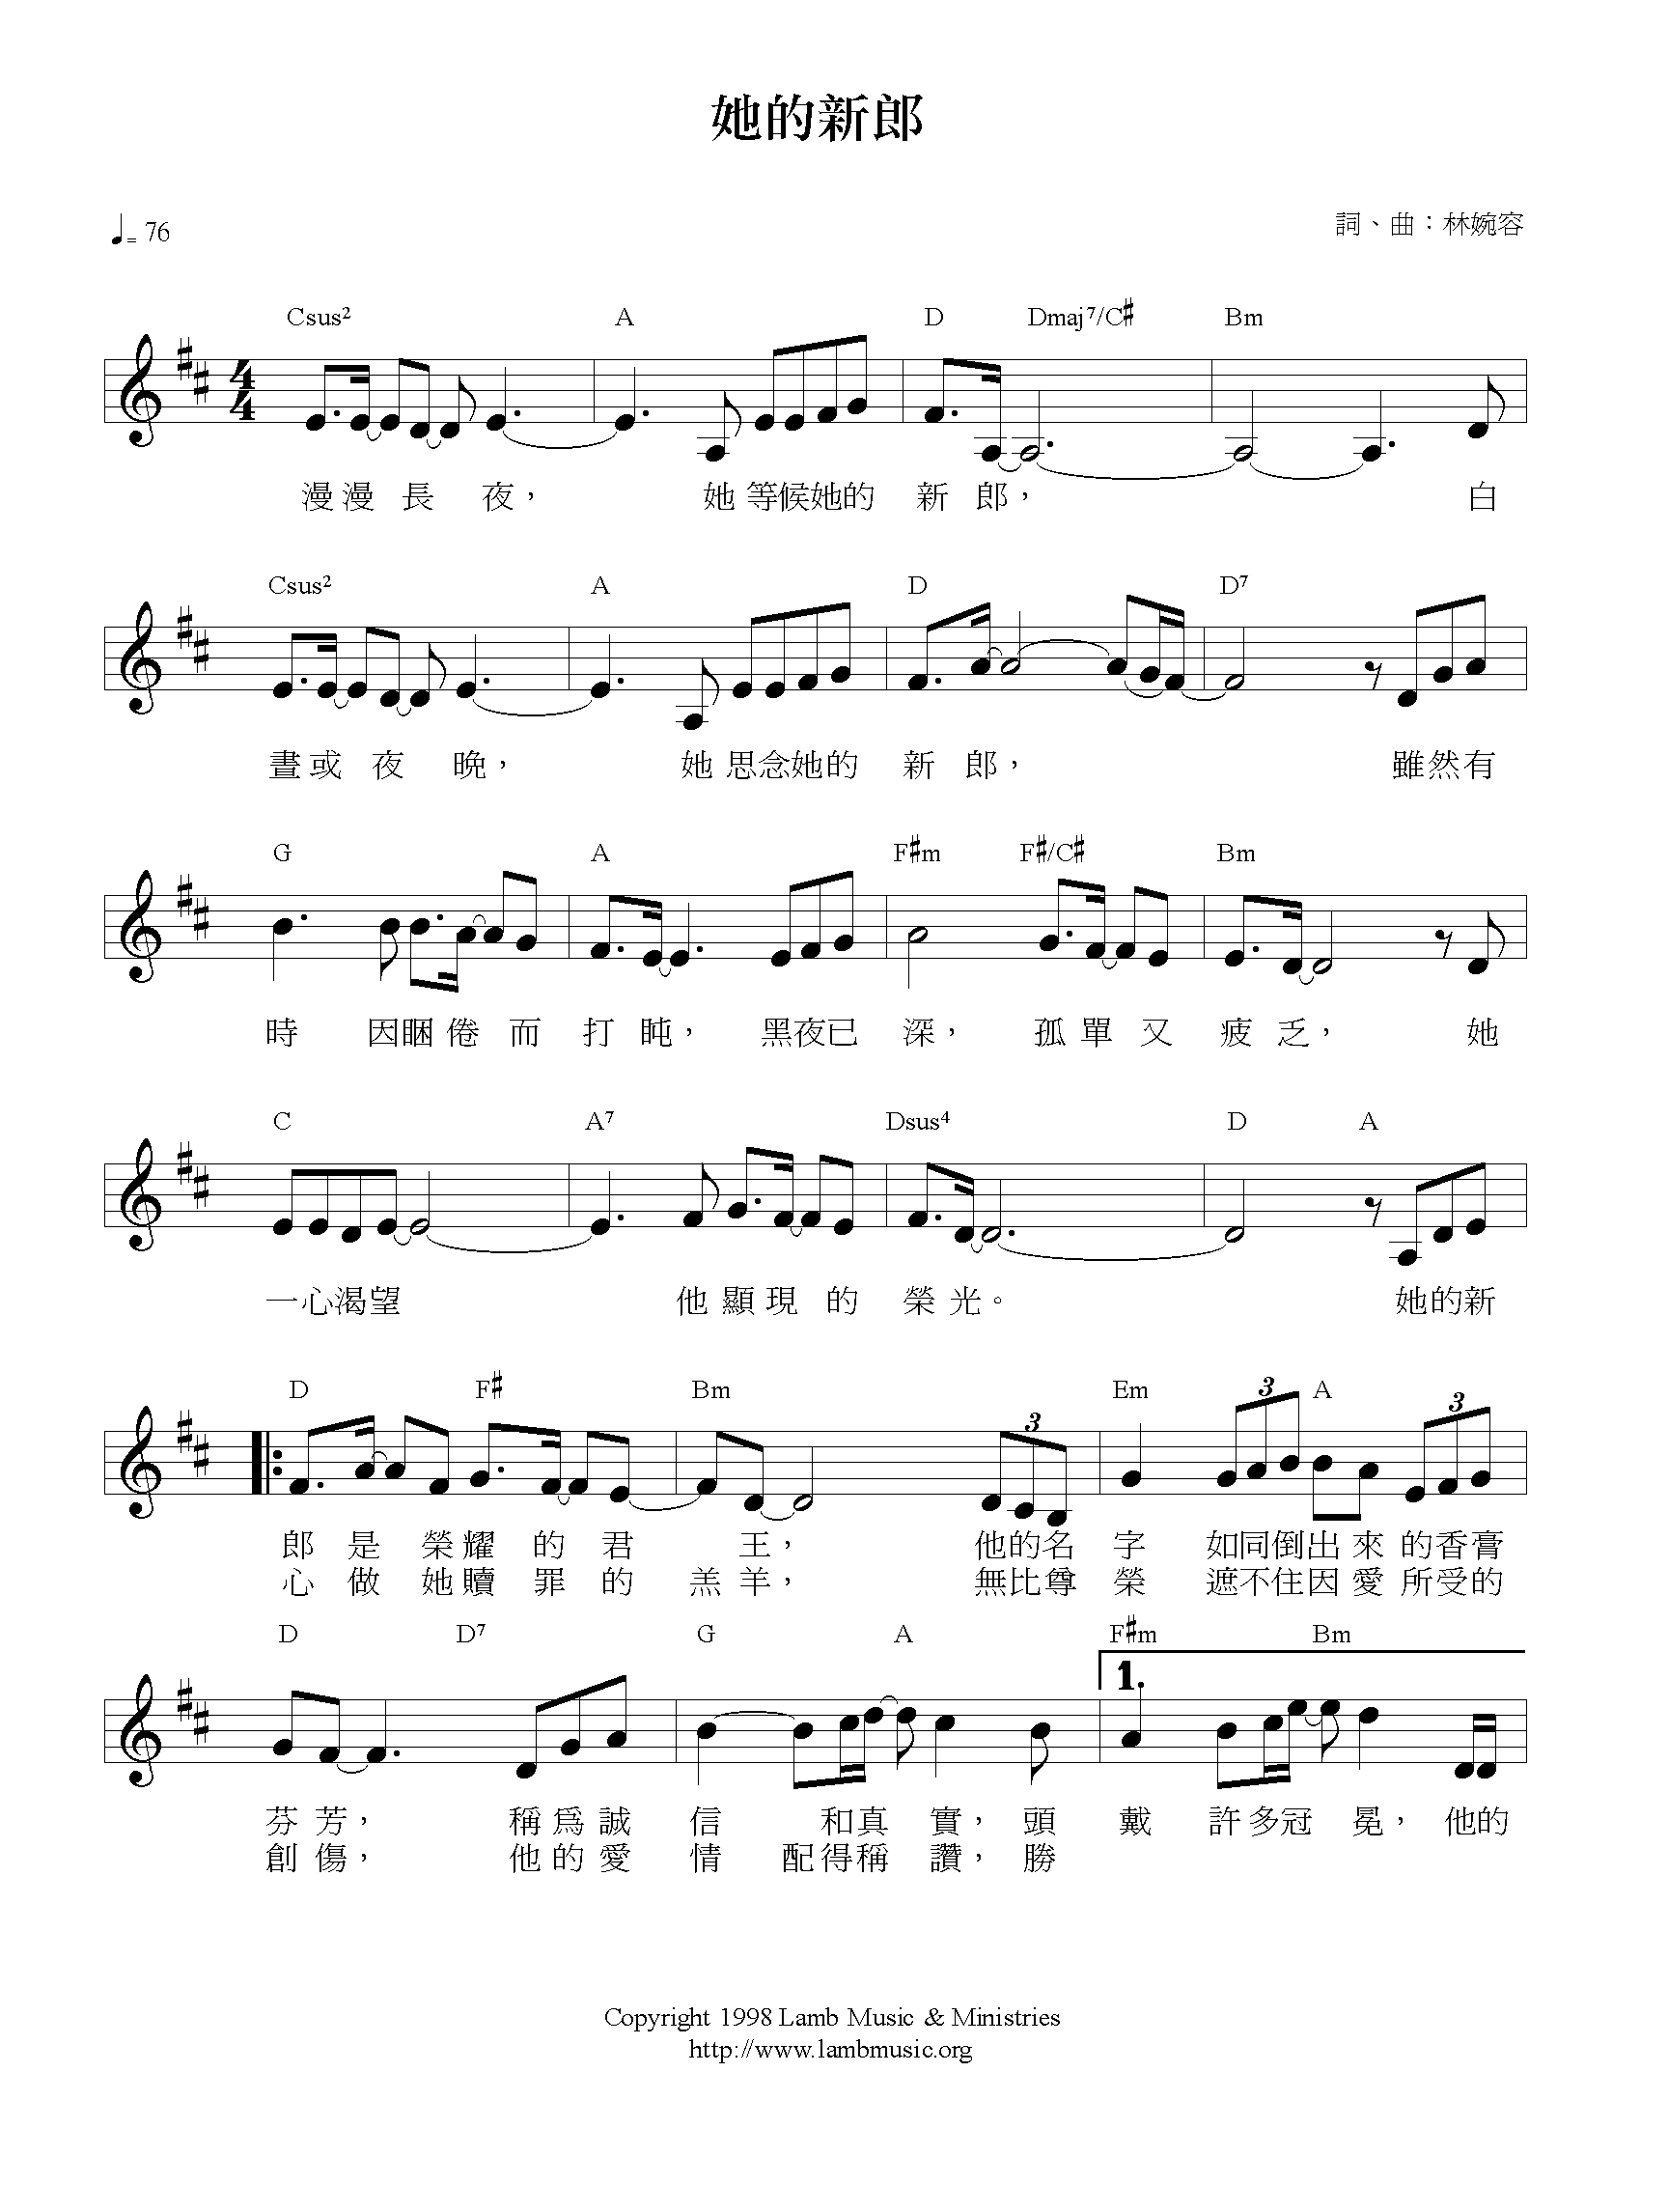 她的新郎
♩= 76
詞、曲：林婉容
Csus2 A D Dmaj7/C# Bm
4/4
漫漫長 夜， 她等候她的 新 郎， 白
Csus2 A D D7
晝或 夜 晚， 她思念她的 新 郎， 雖然有
G A F#m F#/C# Bm
時 因睏倦 而 打 盹， 黑夜已 深， 孤單 又 疲乏， 她
C A7 Dsus4 D A
一心渴望 他顯現 的 榮光。 她的新
D F# Bm Em 3 A 3
3
郎 是 榮耀 的 君 王， 他的名 字 如同倒出來 的香膏
心 做 她贖 罪 的 羔羊， 無比尊 榮 遮不住因愛 所受的
D D7 G A F#m Bm
1.
芬芳， 稱爲誠 信 和真 實，頭 戴 許多冠 冕，他的
創傷， 他的愛 情 配得稱 讚，勝
Copyright 1998 Lamb Music & Ministries
http://www.lambmusic.org